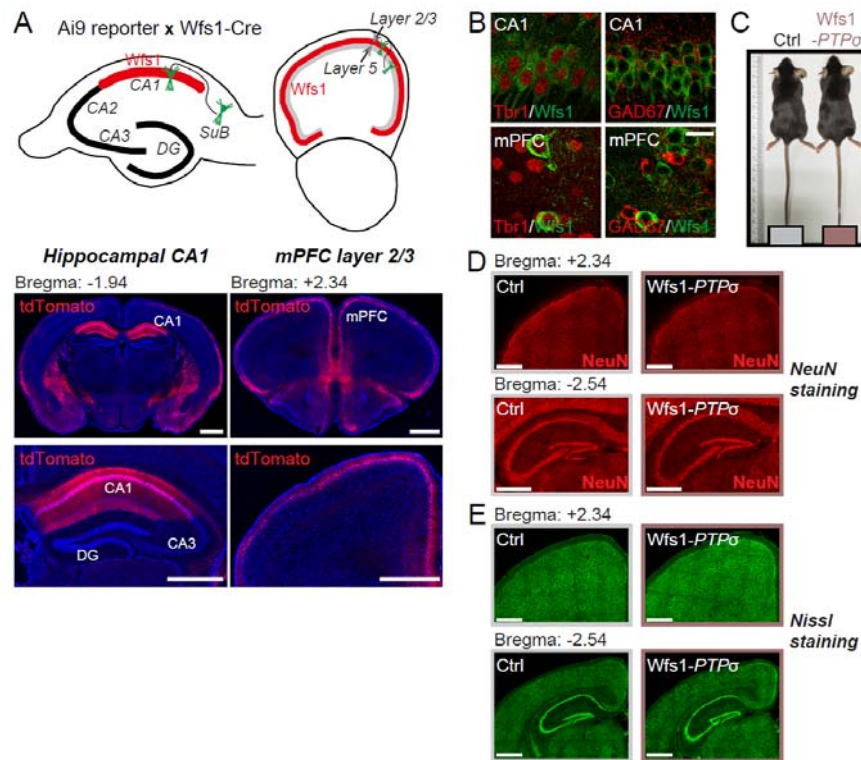 A
Ai9 reporter x Wfs1-Cre
Wfs1
CA1
CA2
CA3
DG
SuB
Layer 2/3
Layer 5
Wfs1
Hippocampal CA1
mPFC layer 2/3
Bregma: -1.94
Bregma: +2.34
tdTomato
CA1
tdTomato
mPFC
tdTomato
CA1
CA3
DG
tdTomato
B
CA1
Tbr1/Wfs1
CA1
GAD67/Wfs1
mPFC
Tbr1/Wfs1
mPFC
GAD67/Wfs1
C
Ctrl
Wfs1
-PTPσ
D
Bregma: +2.34
Ctrl
NeuN
Wfs1-PTPσ
NeuN
Bregma: -2.54
Ctrl
NeuN
Wfs1-PTPσ
NeuN
NeuN
staining
E
Bregma: +2.34
Ctrl
Wfs1-PTPσ
Bregma: -2.54
Ctrl
Wfs1-PTPσ
Nissl
staining